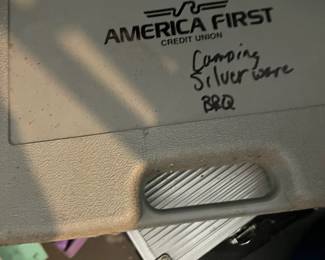 AMERICA FIRST
CREDIT UNION
Camping
Silverware
BBQ